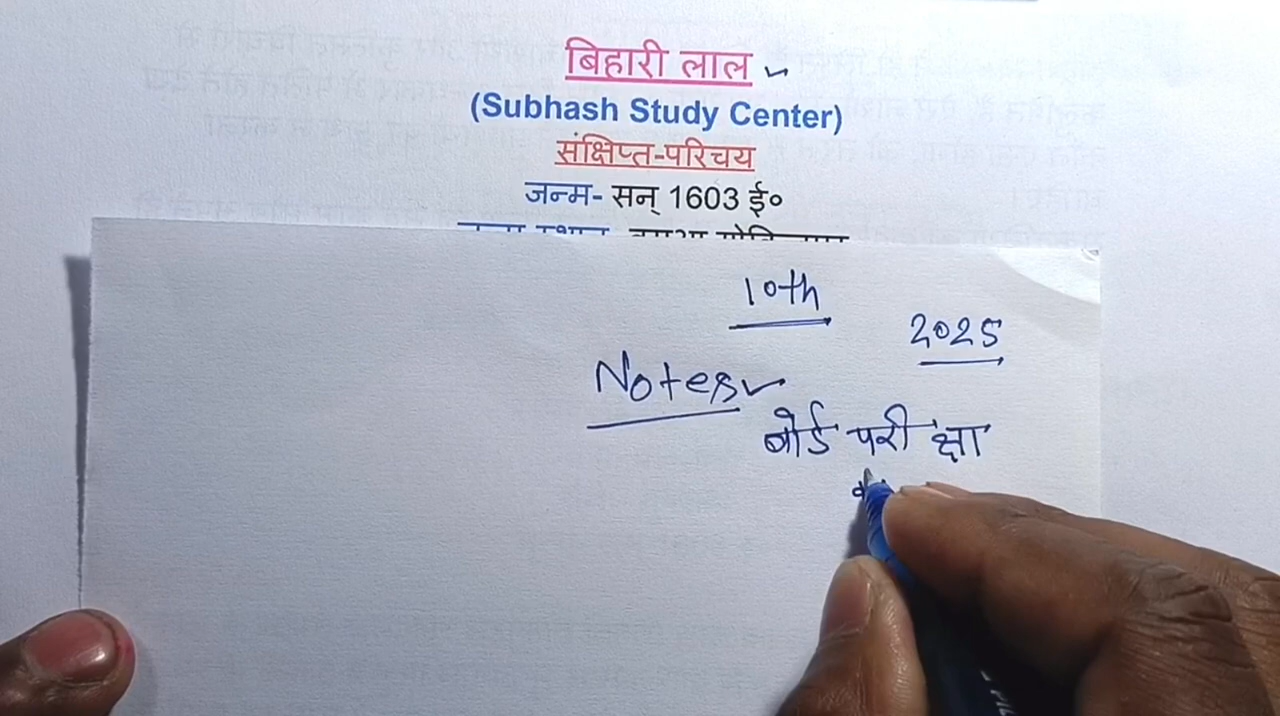 बिहारी लाल
(Subhash Study Center)
संक्षिप्त-परिचय
जन्म- सन् 1603 ई०
10th
2025
Notes
बोर्ड परीक्षा